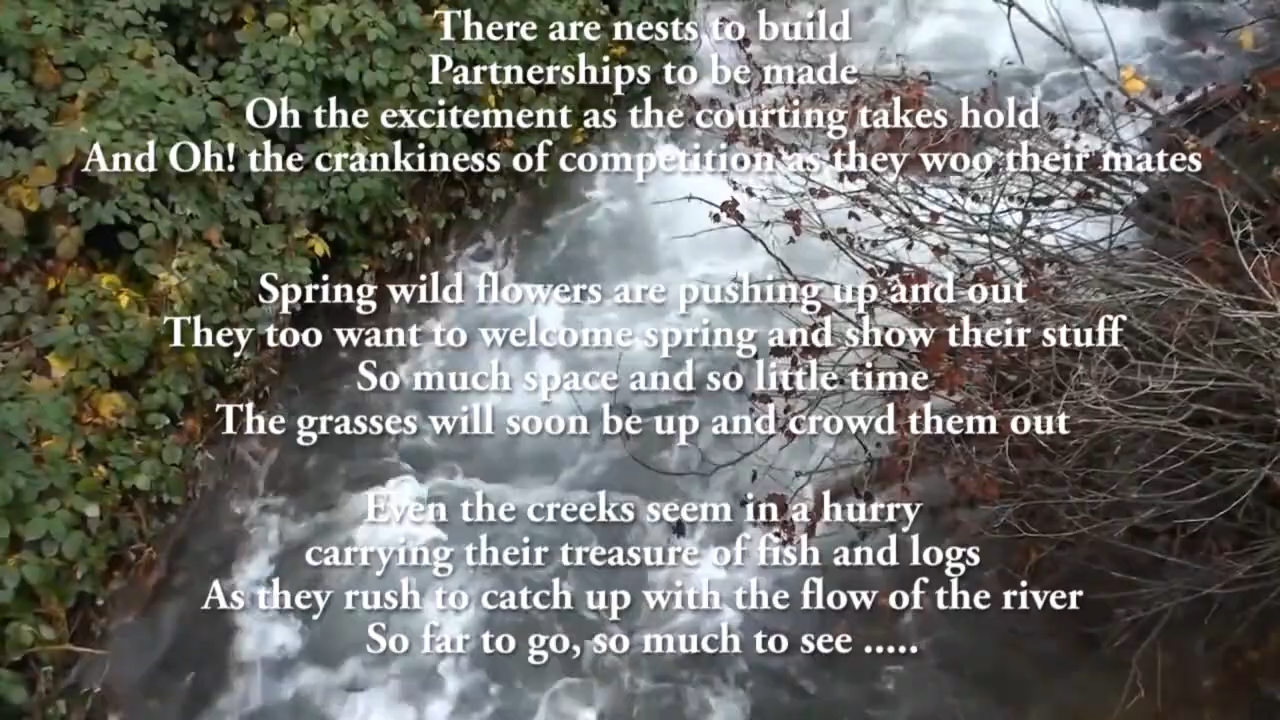 There are nests to build
Partnerships to be made
Oh the excitement as the courting takes hold
And Oh! the crankiness of competition as they woo their mates
Spring wild flowers are pushing up and out
They too want to welcome spring and show their stuff
So much space and so little time
The grasses will soon be up and crowd them out
Even the creeks seem in a hurry
carrying their treasure of fish and logs
As they rush to catch up with the flow of the river
So far to go, so much to see .....